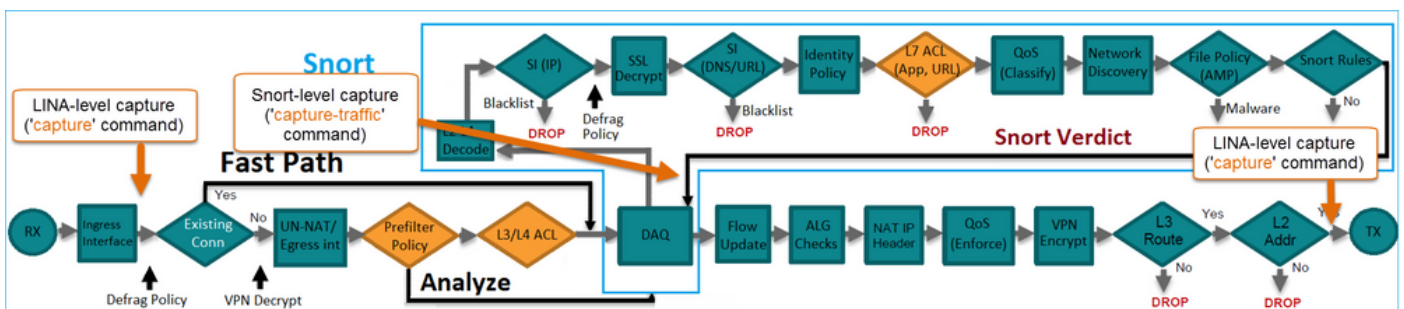 Snort
SI (IP)
SSL
Decrypt
SI
(DNS/URL)
Identity
Policy
L7 ACL
(App, URL)
QoS
(Classify)
Network
Discovery
File Policy
(AMP)
Snort Rules
LINA-level capture
('capture' command)
Snort-level capture
('capture-traffic'
command)
Blacklist
DROP
Defrag
Policy
Blacklist
DROP
DROP
Malware
No
Decode
Snort Verdict
LINA-level capture
('capture' command)
Fast Path
Yes
RX
Ingress
Interface
Existing
Conn
No
UN-NAT/
Egress int
Prefilter
Policy
L3/L4 ACL
DAQ
Flow
Update
ALG
Checks
NAT IP
Header
QoS
(Enforce)
VPN
Encrypt
L3
Route
Yes
L2
Addr
TX
Defrag Policy
VPN Decrypt
Analyze
No
DROP
No
DROP